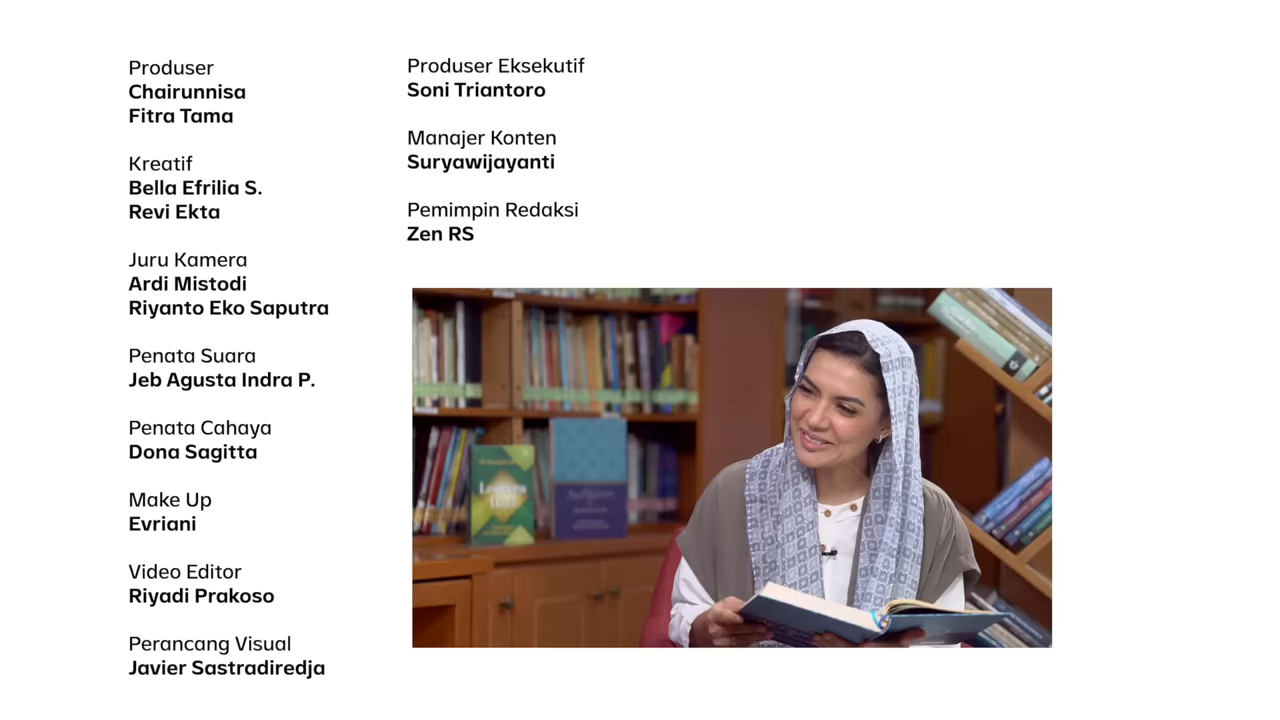 Produser
Chairunnisa
Fitra Tama
Kreatif
Bella Efrilia S.
Revi Ekta
Juru Kamera
Ardi Mistodi
Riyanto Eko Saputra
Penata Suara
Jeb Agusta Indra P.
Penata Cahaya
Dona Sagitta
Make Up
Evriani
Video Editor
Riyadi Prakoso
Perancang Visual
Javier Sastradiredja
Produser Eksekutif
Soni Triantoro
Manajer Konten
Suryawijayanti
Pemimpin Redaksi
Zen RS
Lentera